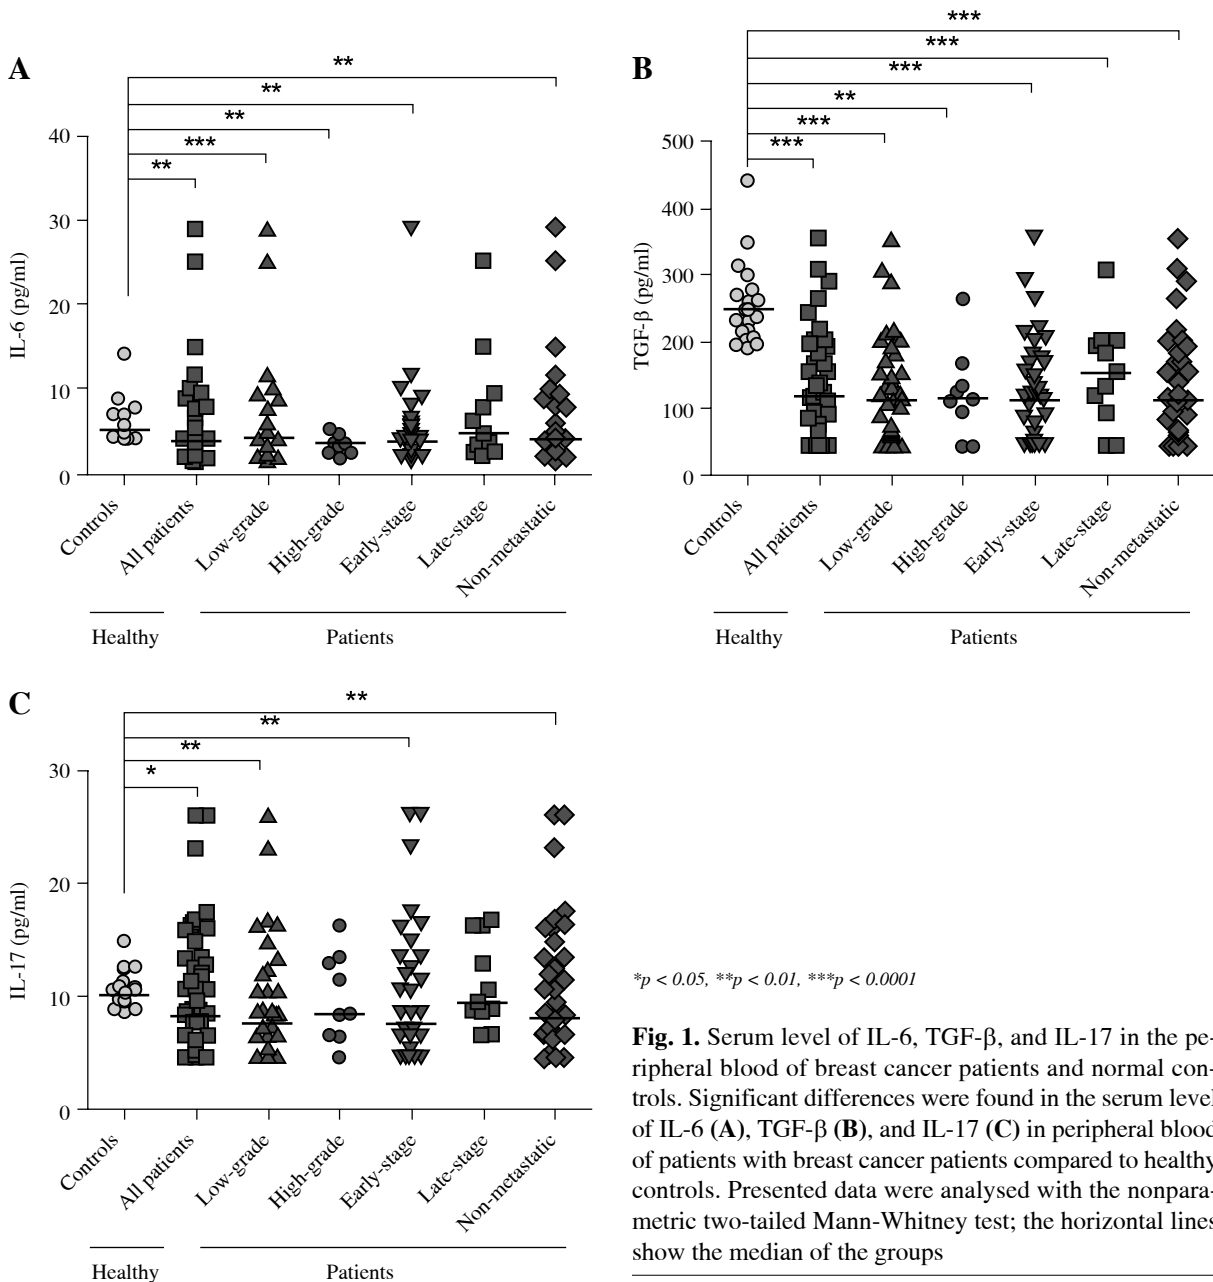 A
**
**
**
***
**
40
30
20
10
0
IL-6 (pg/ml)
Controls
All patients
Low-grade
High-grade
Early-stage
Late-stage
Non-metastatic
Healthy
Patients
B
***
***
***
**
***
***
500
400
300
200
100
0
TGF-β (pg/ml)
Controls
All patients
Low-grade
High-grade
Early-stage
Late-stage
Non-metastatic
Healthy
Patients
C
**
**
**
*
30
20
10
0
IL-17 (pg/ml)
Controls
All patients
Low-grade
High-grade
Early-stage
Late-stage
Non-metastatic
Healthy
Patients
*p < 0.05, **p < 0.01, ***p < 0.0001
Fig. 1. Serum level of IL-6, TGF-β, and IL-17 in the pe-
ripheral blood of breast cancer patients and normal con-
trols. Significant differences were found in the serum level
of IL-6 (A), TGF-β (B), and IL-17 (C) in peripheral blood
of patients with breast cancer patients compared to healthy
controls. Presented data were analysed with the nonpara-
metric two-tailed Mann-Whitney test; the horizontal lines
show the median of the groups